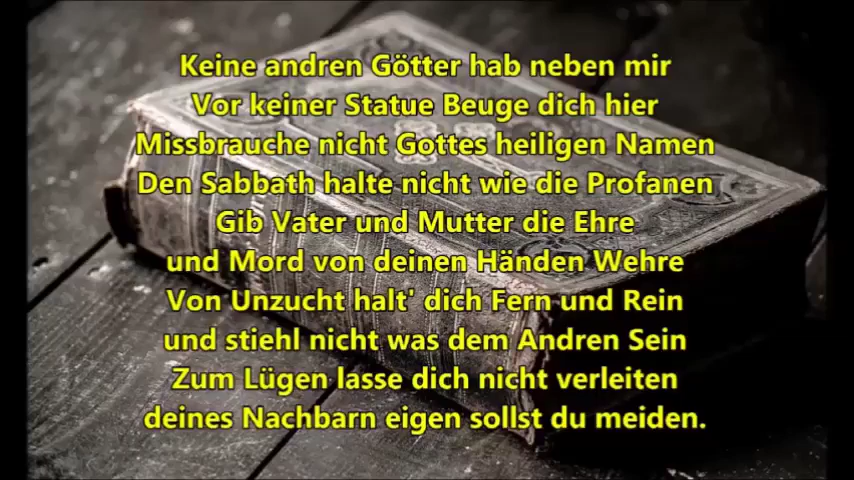 Keine andren Götter hab neben mir
Vor keiner Statue Beuge dich hier
Missbrauche nicht Gottes heiligen Namen
Den Sabbath halte nicht wie die Profanen
Gib Vater und Mutter die Ehre
und Mord von deinen Händen Wehre
Von Unzucht halt' dich Fern und Rein
und stiehl nicht was dem Andren Sein
Zum Lügen lasse dich nicht verleiten
deines Nachbarn eigen sollst du meiden.